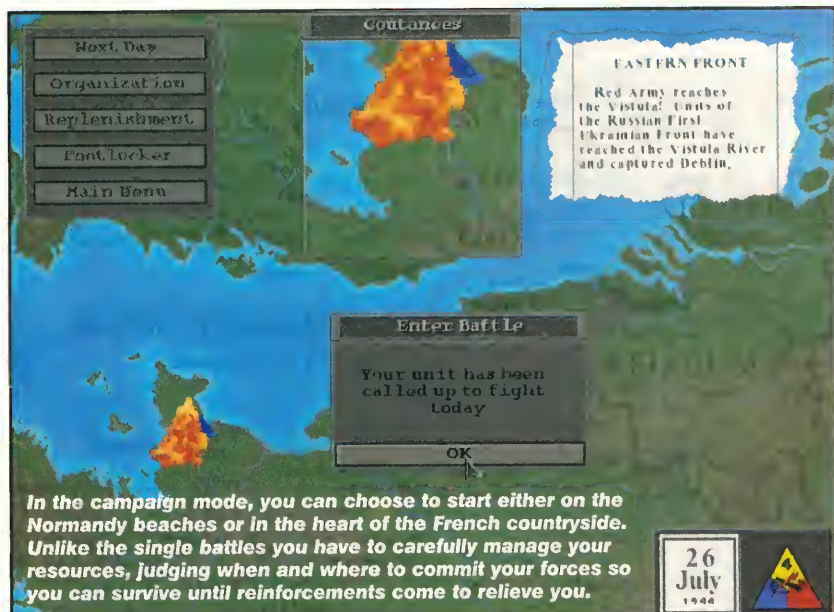 Next Day
Organization
Replenishment
Footlocker
Main Menu
Coutances
EASTERN FRONT
Red Army reaches
the Vistula! Units of
the Russian First
Ukrainian Front have
reached the Vistula River
and captured Deblin.
Enter Battle
Your unit has been
called up to fight
today
OK
In the campaign mode, you can choose to start either on the
Normandy beaches or in the heart of the French countryside.
Unlike the single battles you have to carefully manage your
resources, judging when and where to commit your forces so
you can survive until reinforcements come to relieve you.
26
July
1944
4